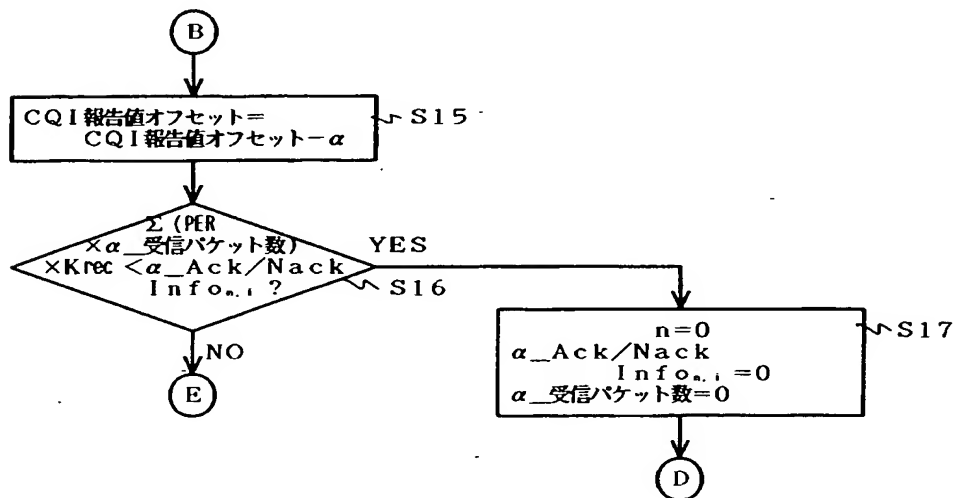 B
CQI報告値オフセット=
CQI報告値オフセット-α
S15
Σ(PER
×α_受信パケット数)
×Krec<α_Ack/Nack
Infoₙ,ᵢ?
YES
S16
NO
E
n=0
α_Ack/Nack
Infoₙ,ᵢ=0
α_受信パケット数=0
S17
D